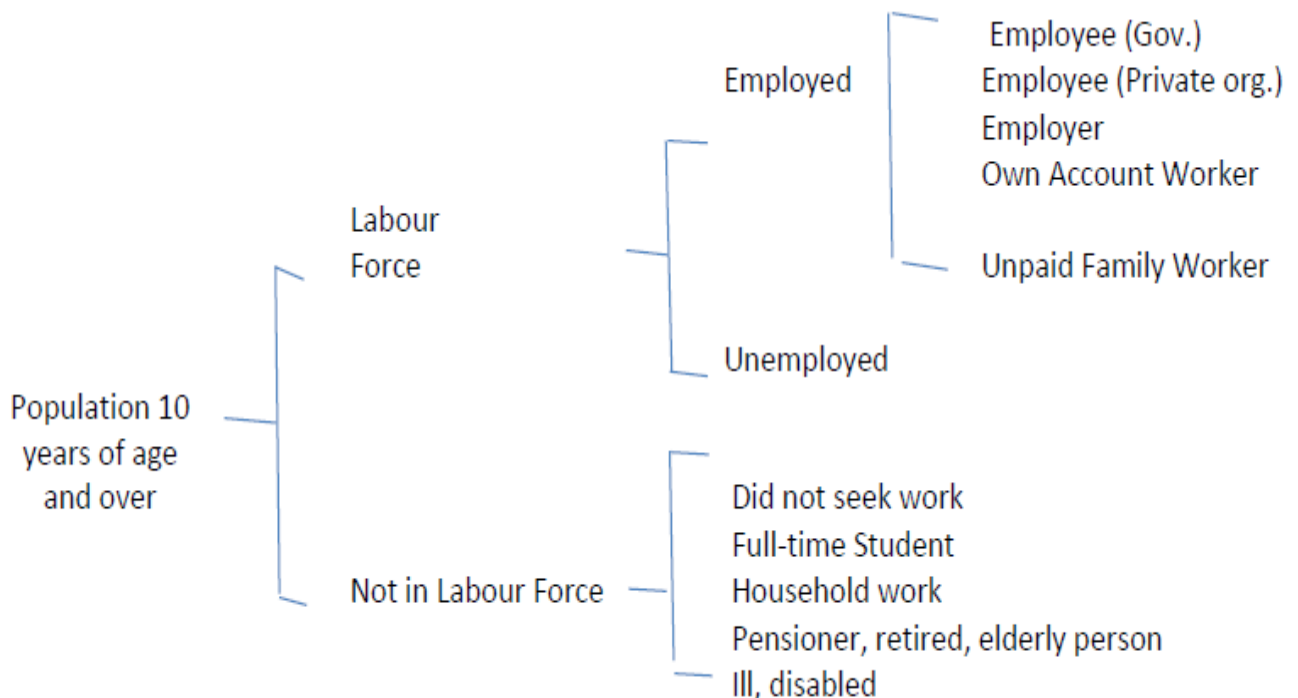 Population 10
years of age
and over
Labour
Force
Employed
Employee (Gov.)
Employee (Private org.)
Employer
Own Account Worker
Unpaid Family Worker
Unemployed
Not in Labour Force
Did not seek work
Full-time Student
Household work
Pensioner, retired, elderly person
Ill, disabled